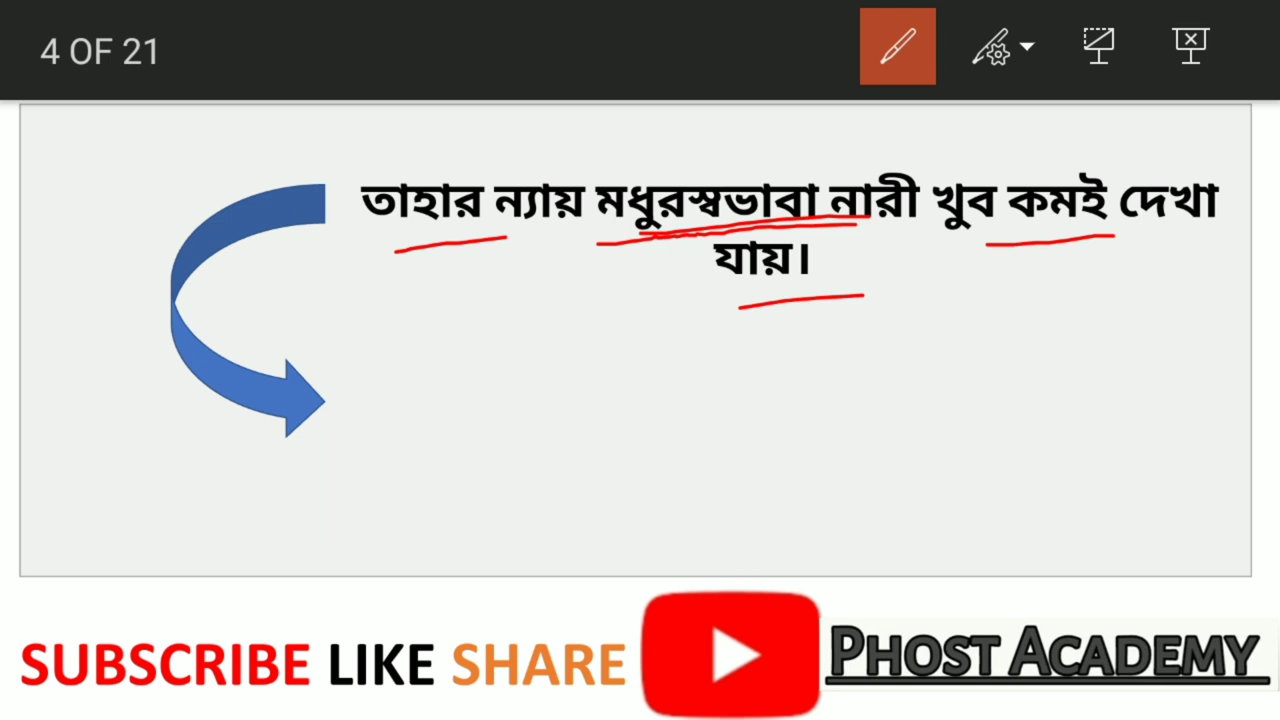 4 OF 21
তাহার ন্যায় মধুরস্বভাবা নারী খুব কমই দেখা
যায়।
SUBSCRIBE LIKE SHARE
PHOST ACADEMY